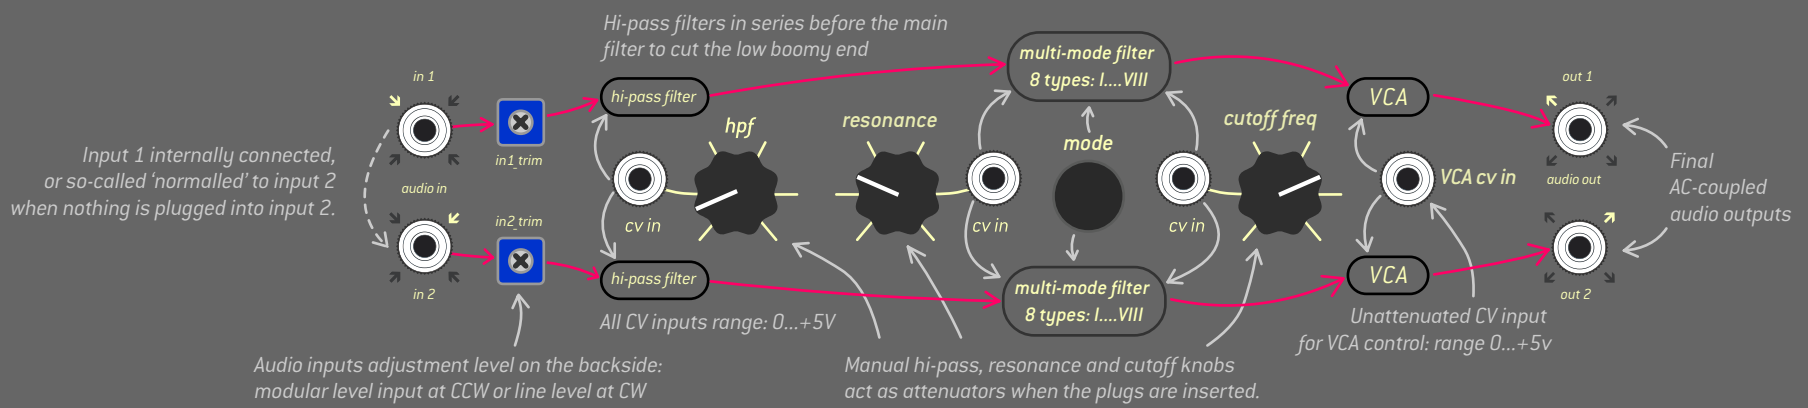 Hi-pass filters in series before the main
filter to cut the low boomy end
in 1
in1_trim
hi-pass filter
multi-mode filter
8 types: I....VIII
VCA
out 1
Input 1 internally connected,
or so-called ‘normalled’ to input 2
when nothing is plugged into input 2.
audio in
cv in
hpf
resonance
cv in
mode
cv in
cutoff freq
VCA cv in
audio out
Final
AC-coupled
audio outputs
in 2
in2_trim
hi-pass filter
multi-mode filter
8 types: I....VIII
VCA
out 2
All CV inputs range: 0...+5V
Unattenuated CV input
for VCA control: range 0...+5v
Audio inputs adjustment level on the backside:
modular level input at CCW or line level at CW
Manual hi-pass, resonance and cutoff knobs
act as attenuators when the plugs are inserted.